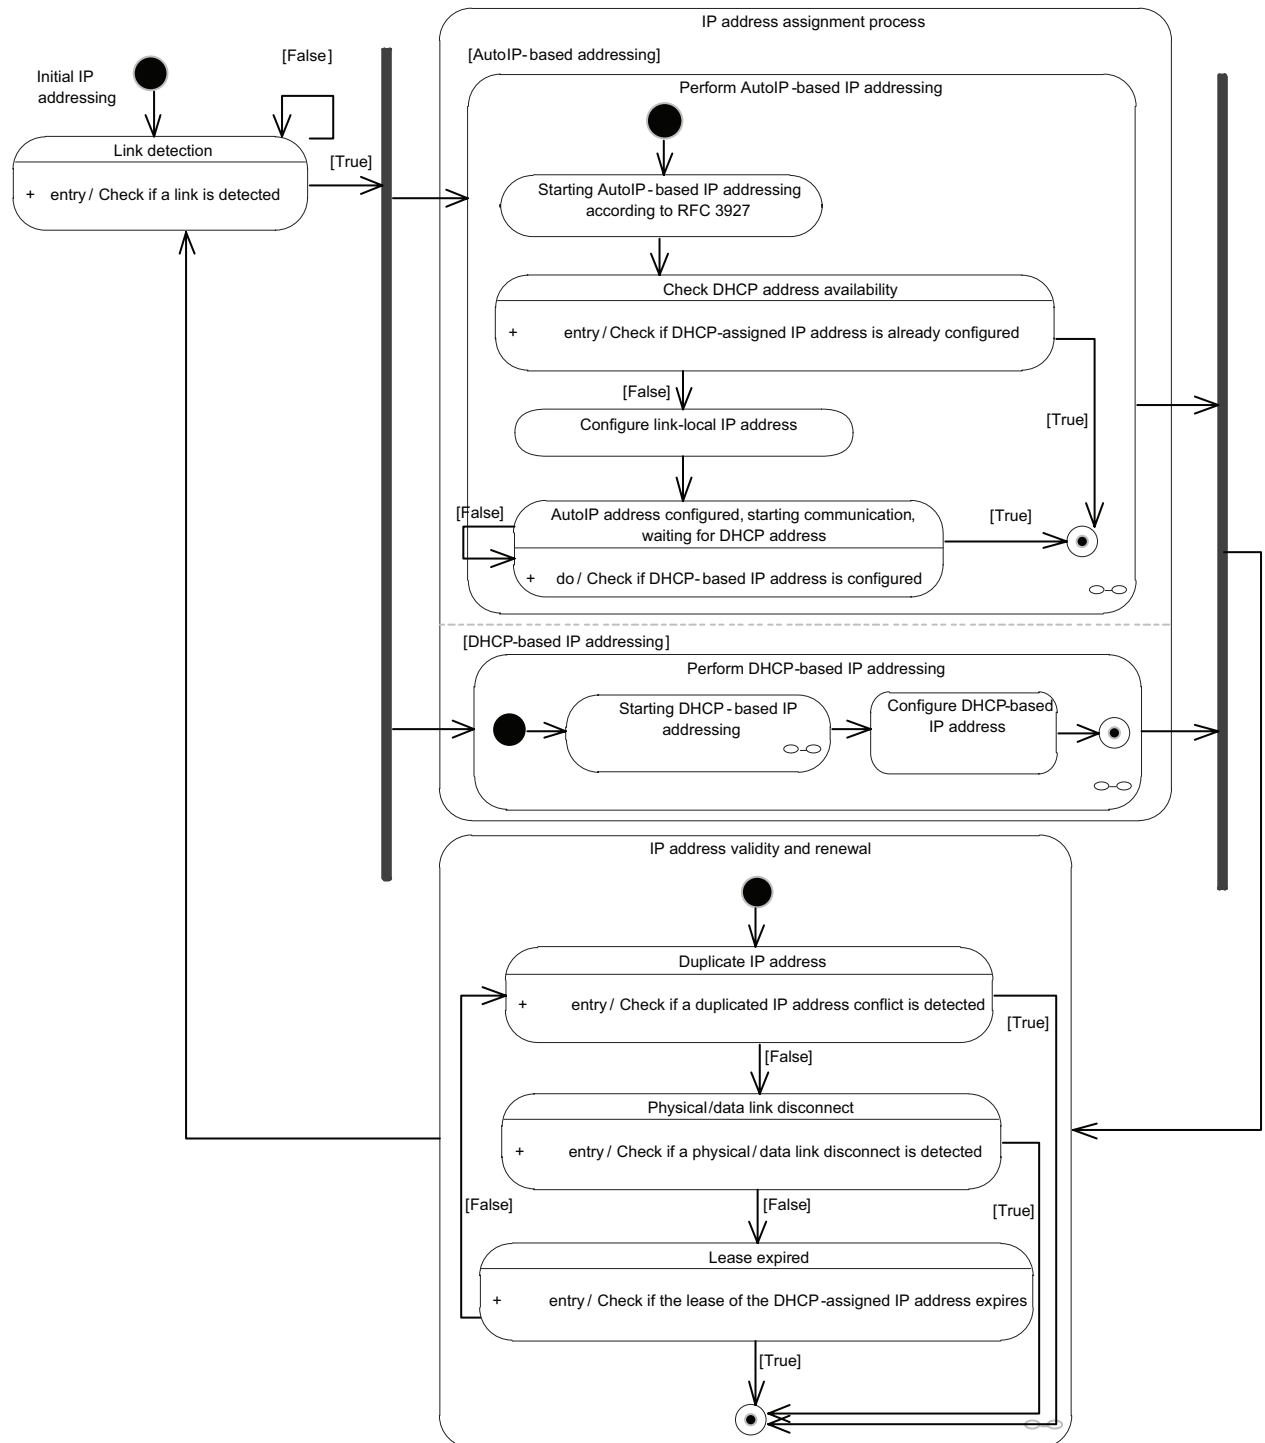 IP address assignment process
[False]
[AutoIP-based addressing]
Initial IP
addressing
Perform AutoIP-based IP addressing
Link detection
[True]
+ entry / Check if a link is detected
Starting AutoIP-based IP addressing
according to RFC 3927
Check DHCP address availability
+ entry / Check if DHCP-assigned IP address is already configured
[False]
[True]
Configure link-local IP address
[False]
AutoIP address configured, starting communication,
waiting for DHCP address
[True]
+ do / Check if DHCP-based IP address is configured
[DHCP-based IP addressing]
Perform DHCP-based IP addressing
Starting DHCP-based IP
addressing
Configure DHCP-based
IP address
IP address validity and renewal
Duplicate IP address
+ entry / Check if a duplicated IP address conflict is detected
[True]
[False]
Physical/data link disconnect
+ entry / Check if a physical/data link disconnect is detected
[False]
[False]
[True]
Lease expired
+ entry / Check if the lease of the DHCP-assigned IP address expires
[True]